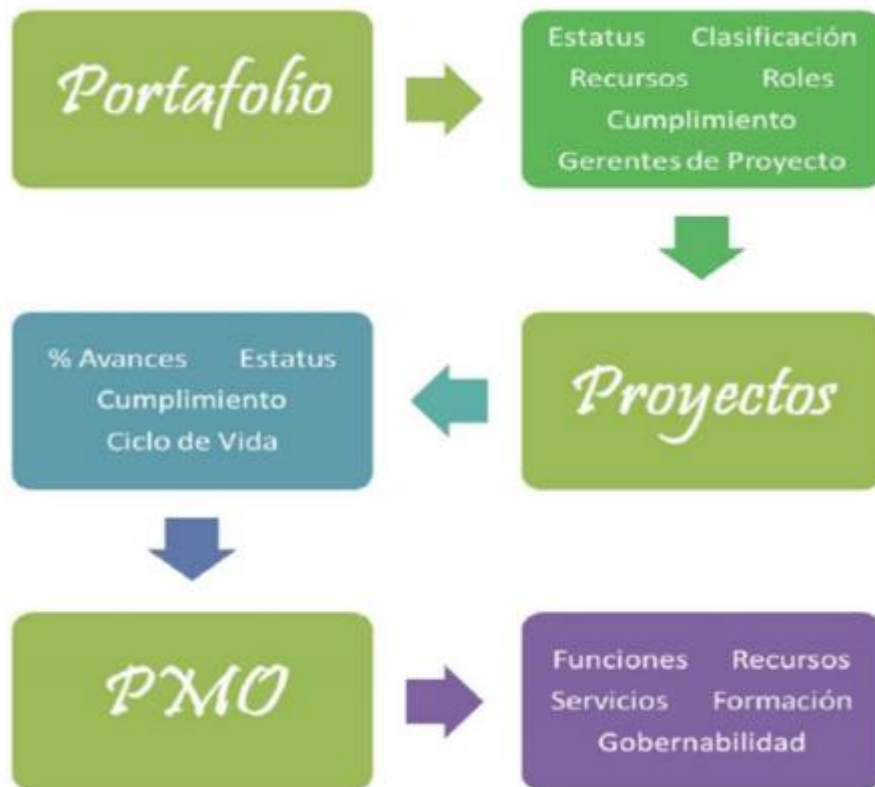 Portafolio
Estatus Clasificación
Recursos Roles
Cumplimiento
Gerentes de Proyecto
Proyectos
% Avances Estatus
Cumplimiento
Ciclo de Vida
PMO
Funciones Recursos
Servicios Formación
Gobernabilidad